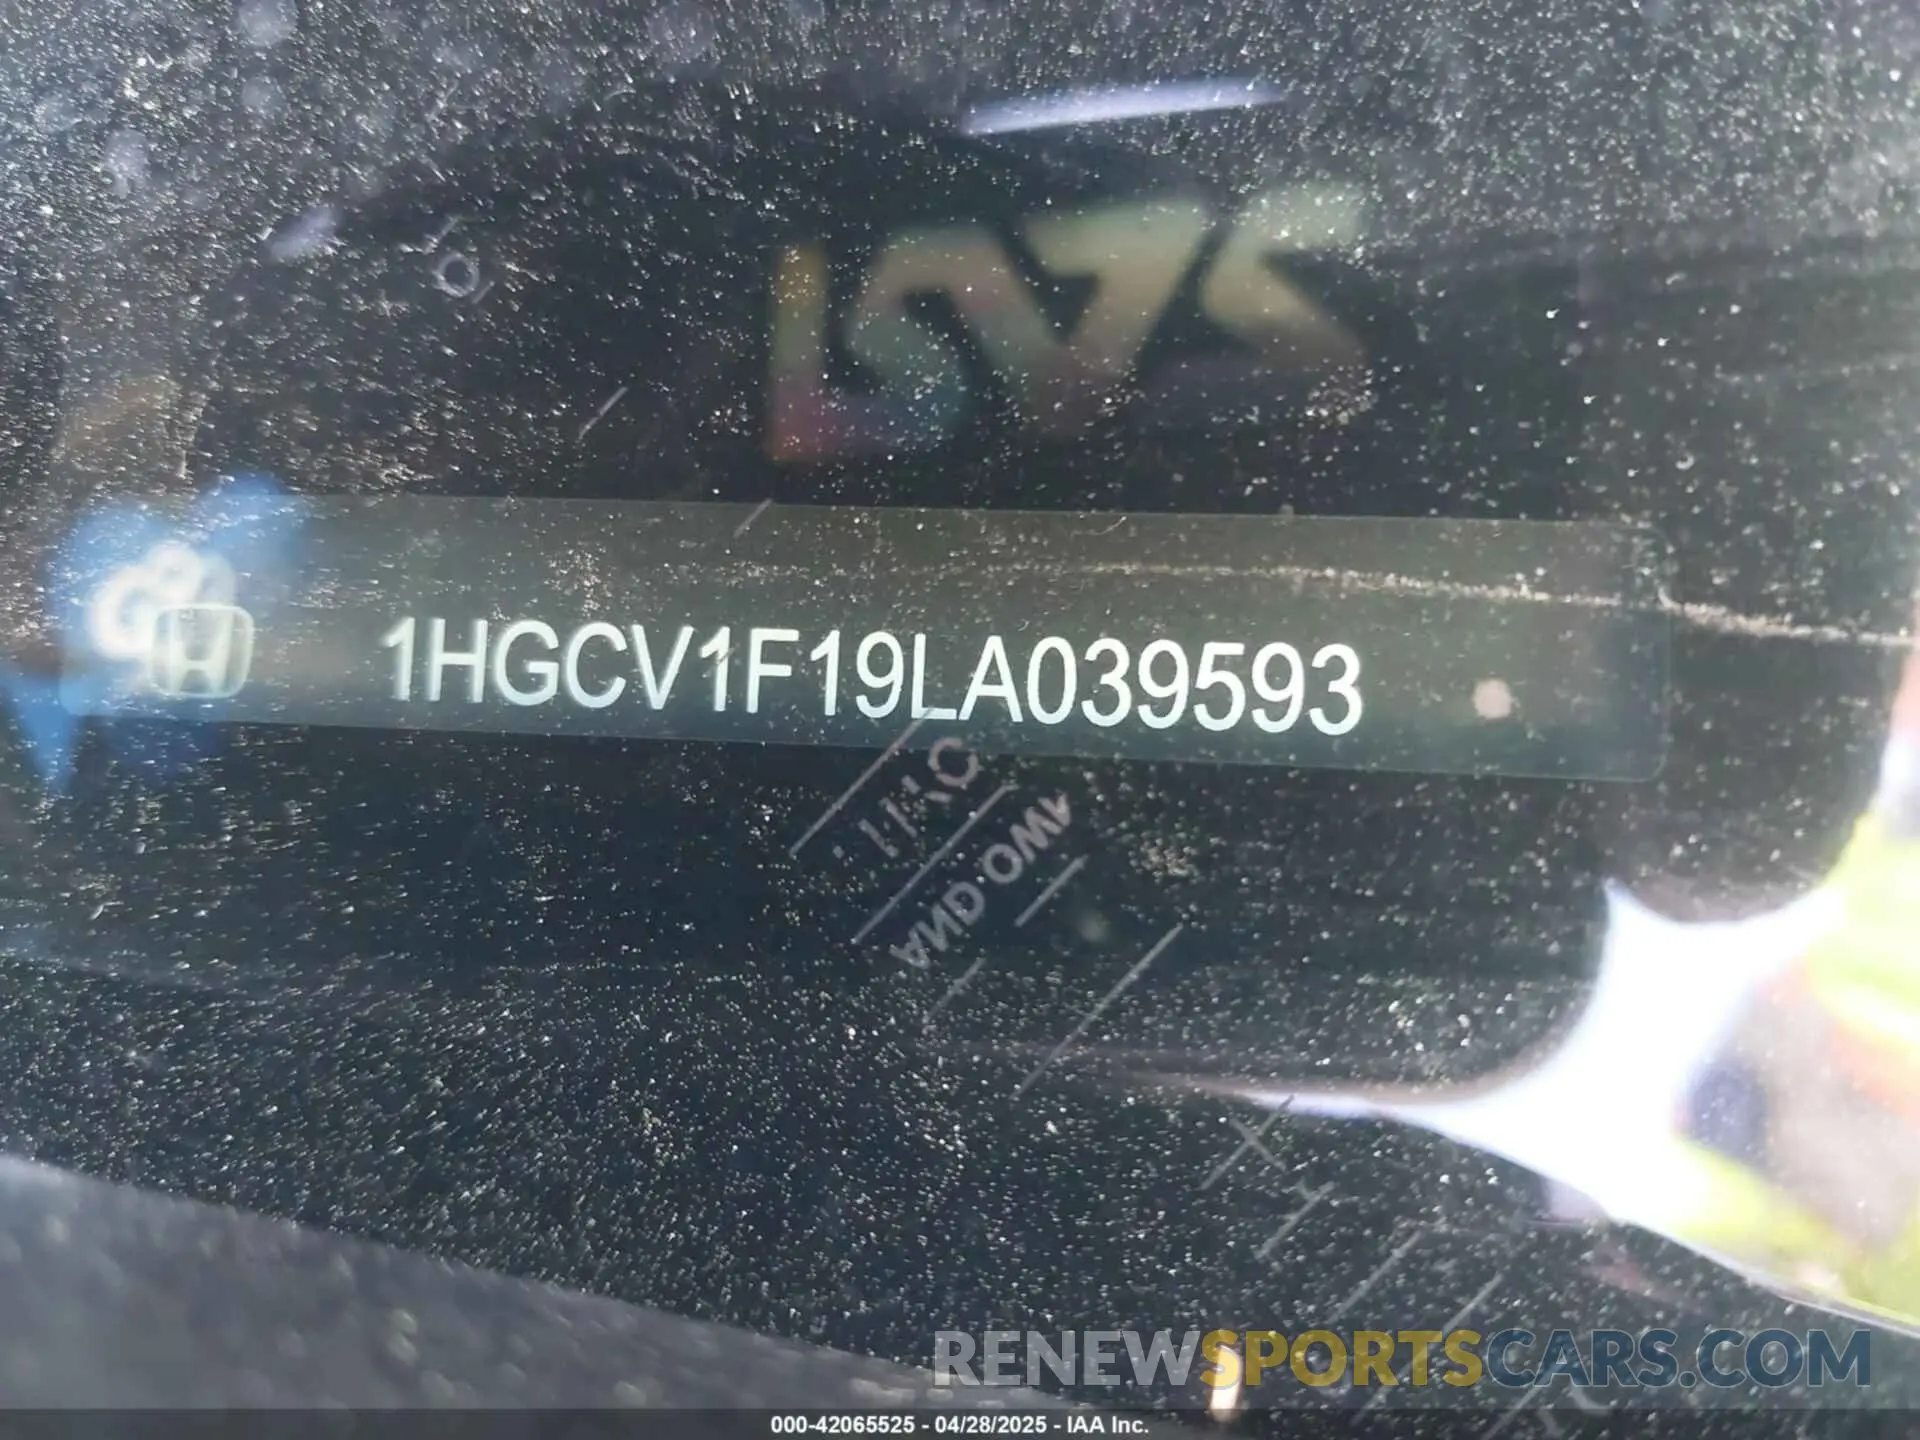 1HGCV1F19LA039593
RENEWSPORTSCARS.COM
000-42065525 - 04/28/2025 - IAA Inc.